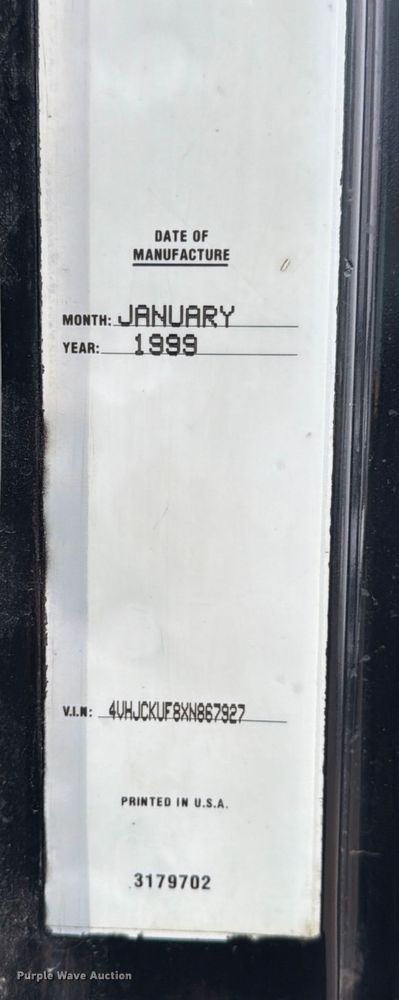 DATE OF
MANUFACTURE
MONTH: JANUARY
YEAR: 1999
V.I.N: 4VHJCKUF8XN867927
PRINTED IN U.S.A.
3179702
Purple Wave Auction